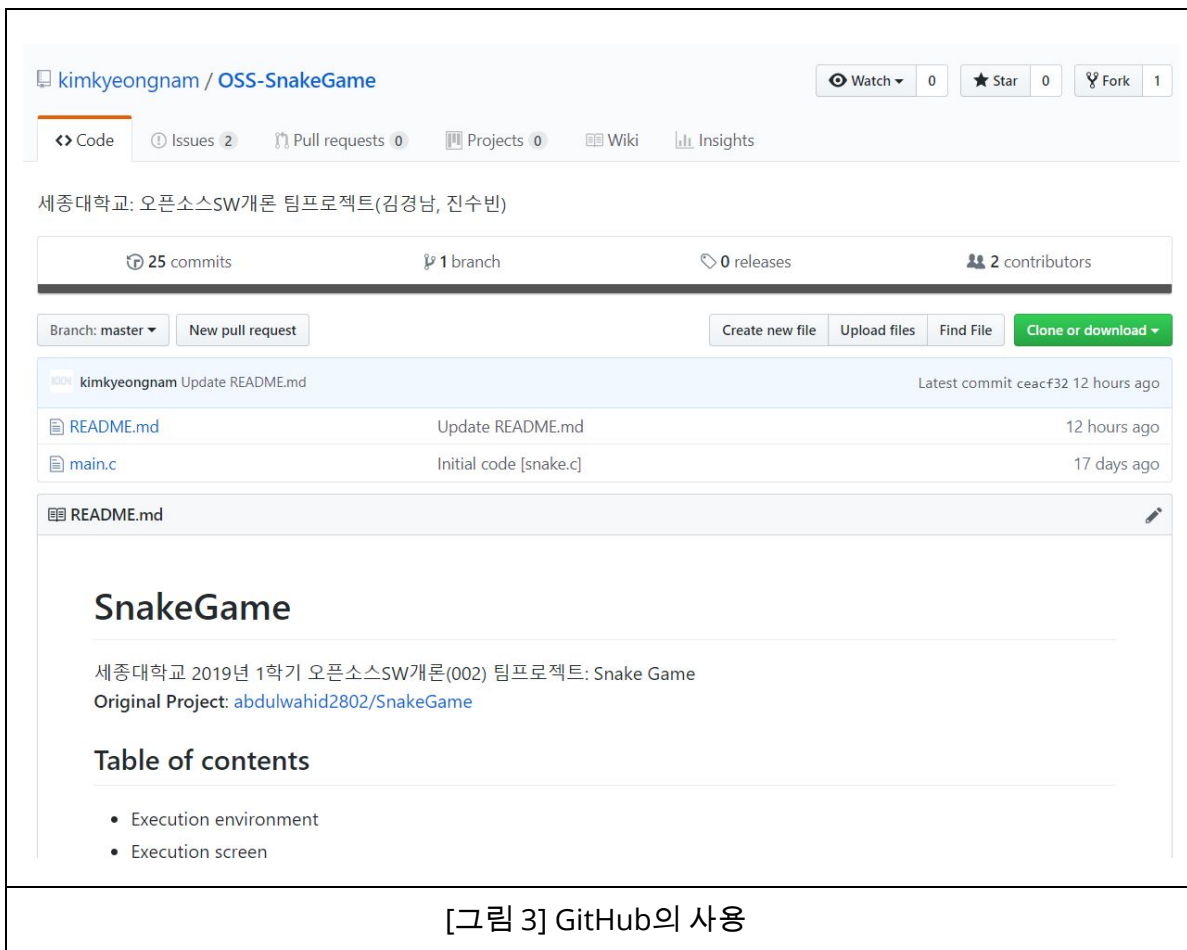 kimkyeongnam / OSS-SnakeGame Watch 0 Star 0 Fork 1
Code Issues 2 Pull requests 0 Projects 0 Wiki Insights
세종대학교: 오픈소스SW개론 팀프로젝트(김경남, 진수빈)
25 commits 1 branch 0 releases 2 contributors
Branch: master New pull request Create new file Upload files Find File Clone or download
kimkyeongnam Update README.md Latest commit ceacf32 12 hours ago
README.md Update README.md 12 hours ago
main.c Initial code [snake.c] 17 days ago
README.md
SnakeGame
세종대학교 2019년 1학기 오픈소스SW개론(002) 팀프로젝트: Snake Game
Original Project: abdulwahid2802/SnakeGame
Table of contents
• Execution environment
• Execution screen
[그림 3] GitHub의 사용